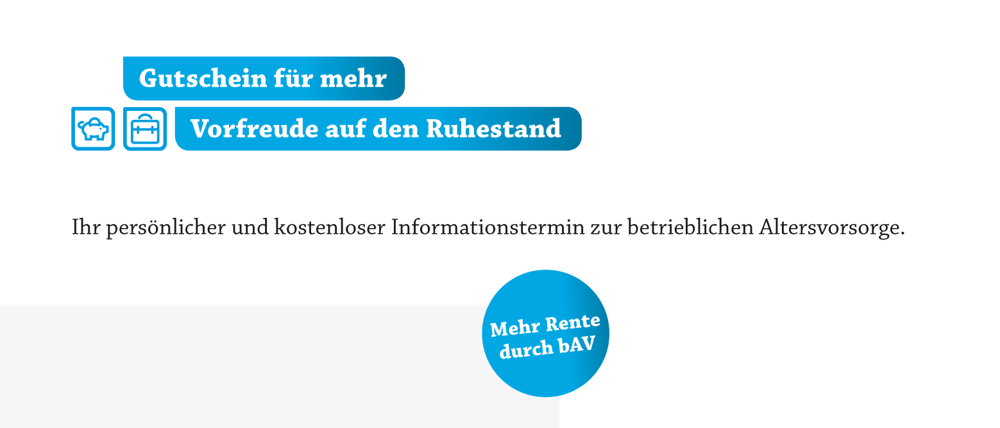 Gutschein für mehr
Vorfreude auf den Ruhestand
Ihr persönlicher und kostenloser Informationstermin zur betrieblichen Altersvorsorge.
Mehr Rente
durch bAV